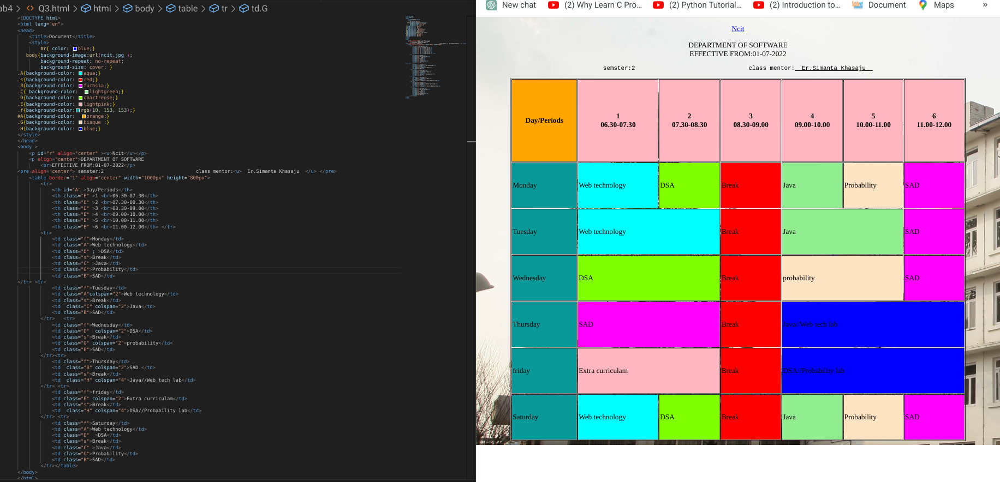 ab4 > <> Q3.html > html > body > table > tr > td.G
<!DOCTYPE html>
<html lang="en">
<head>
<title>Document</title>
<style>
#r{ color: blue;}
body{background-image:url(ncit.jpg );
background-repeat: no-repeat;
background-size: cover; }
.A{background-color: aqua;}
.s{background-color: red;}
.B{background-color: fuchsia;}
.C{ background-color: lightgreen;}
.D{background-color: chartreuse;}
.E{background-color: lightpink;}
.f{background-color: rgb(10, 153, 153);}
#A{background-color: orange;}
.G{background-color: bisque ;}
.H{background-color: blue;}
</style>
</head>
<body >
<p id="r" align="center" ><u>Ncit</u></p>
<p align="center">DEPARTMENT OF SOFTWARE
<br>EFFECTIVE FROM:01-07-2022</p>
<pre align="center"> semster:2 class mentor:<u> Er.Simanta Khasaju </u> </pre>
<table border="1" align="center" width="1000px" height="800px">
<tr>
<th id="A" >Day/Periods</th>
<th class="E" >1 <br>06.30-07.30</th>
<th class="E" >2 <br>07.30-08.30</th>
<th class="E" >3 <br>08.30-09.00</th>
<th class="E" >4 <br>09.00-10.00</th>
<th class="E" >5 <br>10.00-11.00</th>
<th class="E" >6 <br>11.00-12.00</th> </tr>
<tr>
<td class="f">Monday</td>
<td class="A">Web technology</td>
<td class="D" ; >DSA</td>
<td class="s">Break</td>
<td class="C" >Java</td>
<td class="G">Probability</td>
<td class="B">SAD</td>
</tr> <tr>
<td class="f">Tuesday</td>
<td class="A"colspan="2">Web technology</td>
<td class="s">Break</td>
<td  class="C" colspan="2">Java</td>
<td class="B">SAD</td>
</tr> <tr>
<td class="f">Wednesday</td>
<td class="D"  colspan="2">DSA</td>
<td class="s">Break</td>
<td class="G" colspan="2">probability</td>
<td class="B">SAD</td>
</tr><tr>
<td class="f">Thursday</td>
<td  class="B" colspan="2">SAD </td>
<td class="s">Break</td>
<td  class="H" colspan="4">Java//Web tech lab</td>
</tr> <tr>
<td class="f">friday</td>
<td class="E" colspan="2">Extra curriculam</td>
<td class="s">Break</td>
<td  class="H" colspan="4">DSA//Probability lab</td>
</tr> <tr>
<td class="f">Saturday</td>
<td class="A">Web technology</td>
<td class="D"  >DSA</td>
<td class="s">Break</td>
<td class="C" >Java</td>
<td class="G">Probability</td>
<td class="B">SAD</td>
</tr></table>
</body>
</html>
New chat (2) Why Learn C Pro... (2) Python Tutorial... (2) Introduction to... Document Maps »
Ncit
DEPARTMENT OF SOFTWARE
EFFECTIVE FROM:01-07-2022
semster:2 class mentor: Er.Simanta Khasaju
Day/Periods 1 2 3 4 5 6
06.30-07.30 07.30-08.30 08.30-09.00 09.00-10.00 10.00-11.00 11.00-12.00
Monday Web technology DSA Break Java Probability SAD
Tuesday Web technology Break Java SAD
Wednesday DSA Break probability SAD
Thursday SAD Break Java//Web tech lab
friday Extra curriculam Break DSA//Probability lab
Saturday Web technology DSA Break Java Probability SAD